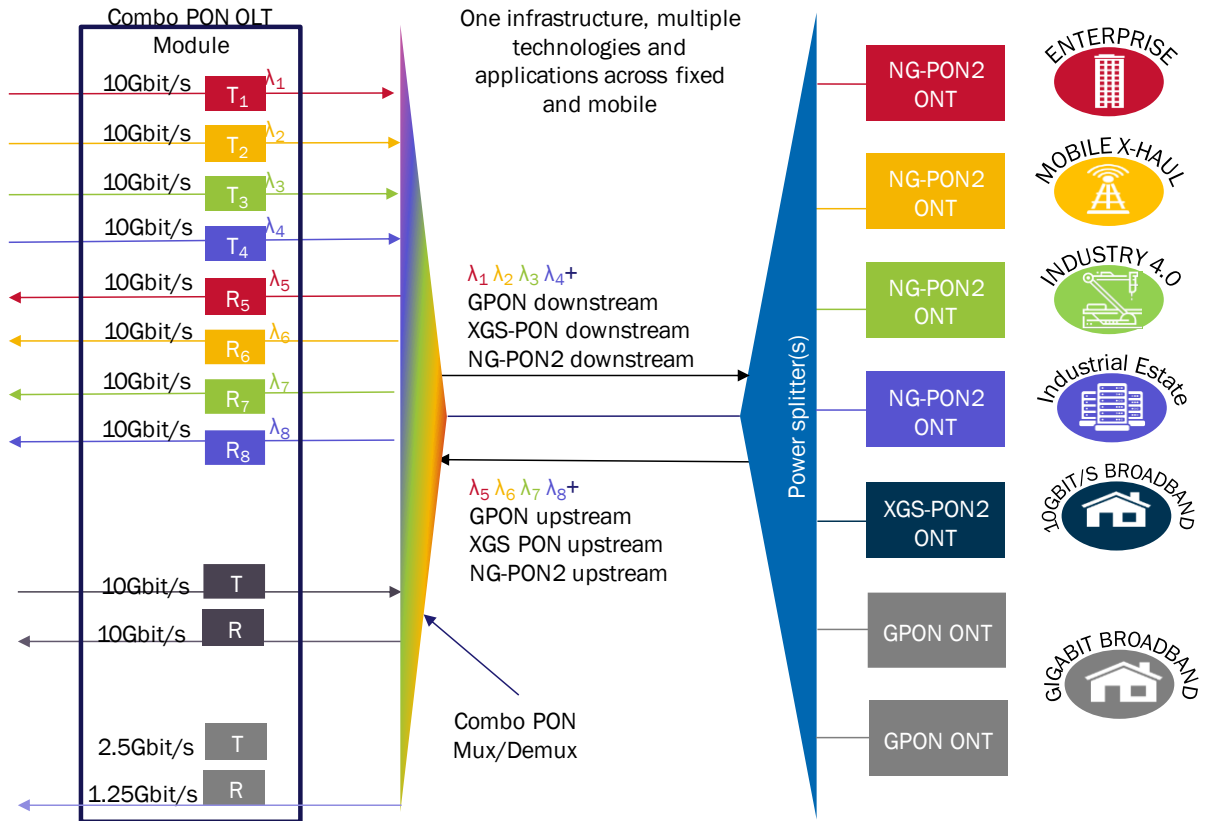 Combo PON OLT
Module
10Gbit/s
T1
λ1
10Gbit/s
T2
λ2
10Gbit/s
T3
λ3
10Gbit/s
T4
λ4
10Gbit/s
R5
λ5
10Gbit/s
R6
λ6
10Gbit/s
R7
λ7
10Gbit/s
R8
λ8
10Gbit/s
T
10Gbit/s
R
2.5Gbit/s
T
1.25Gbit/s
R
One infrastructure, multiple
technologies and
applications across fixed
and mobile
λ1 λ2 λ3 λ4+
GPON downstream
XGS-PON downstream
NG-PON2 downstream
λ5 λ6 λ7 λ8+
GPON upstream
XGS PON upstream
NG-PON2 upstream
Combo PON
Mux/Demux
Power splitter(s)
NG-PON2
ONT
ENTERPRISE
NG-PON2
ONT
MOBILE X-HAUL
NG-PON2
ONT
INDUSTRY 4.0
NG-PON2
ONT
Industrial Estate
XGS-PON2
ONT
10GBIT/S BROADBAND
GPON ONT
GPON ONT
GIGABIT BROADBAND